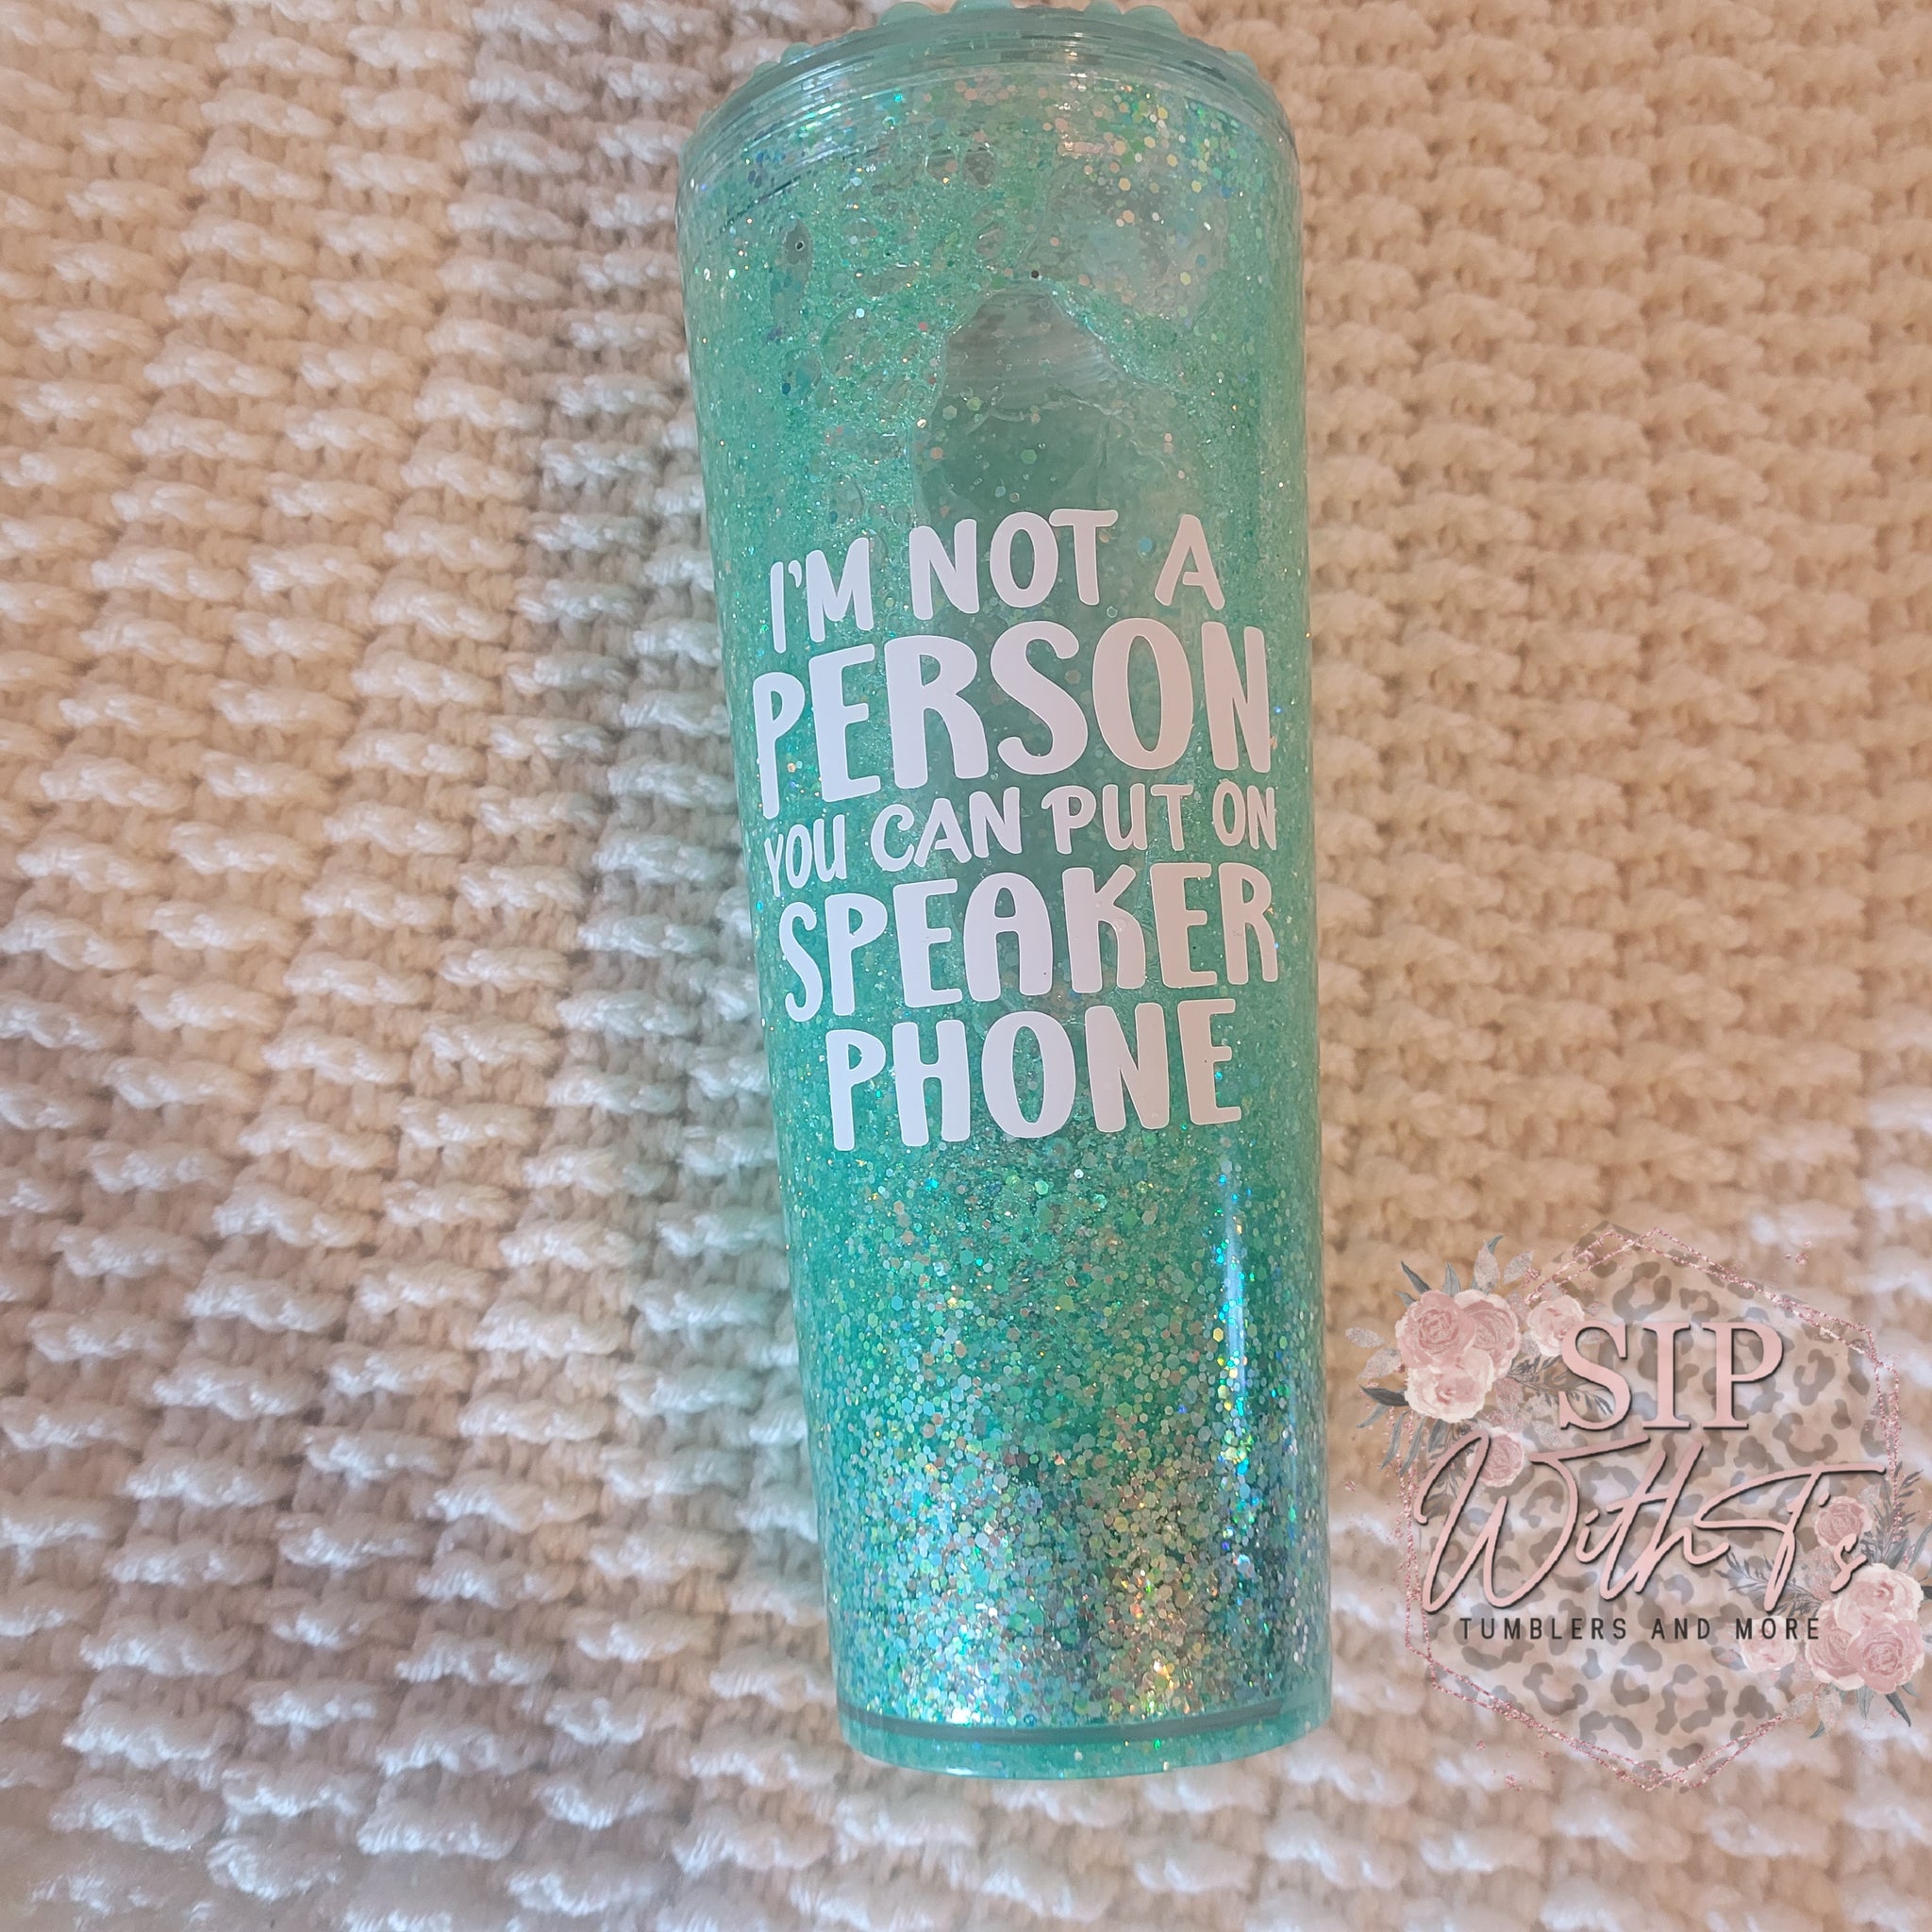 I'M NOT A
PERSON
YOU CAN PUT ON
SPEAKER
PHONE
SIP
With T's
TUMBLERS AND MORE